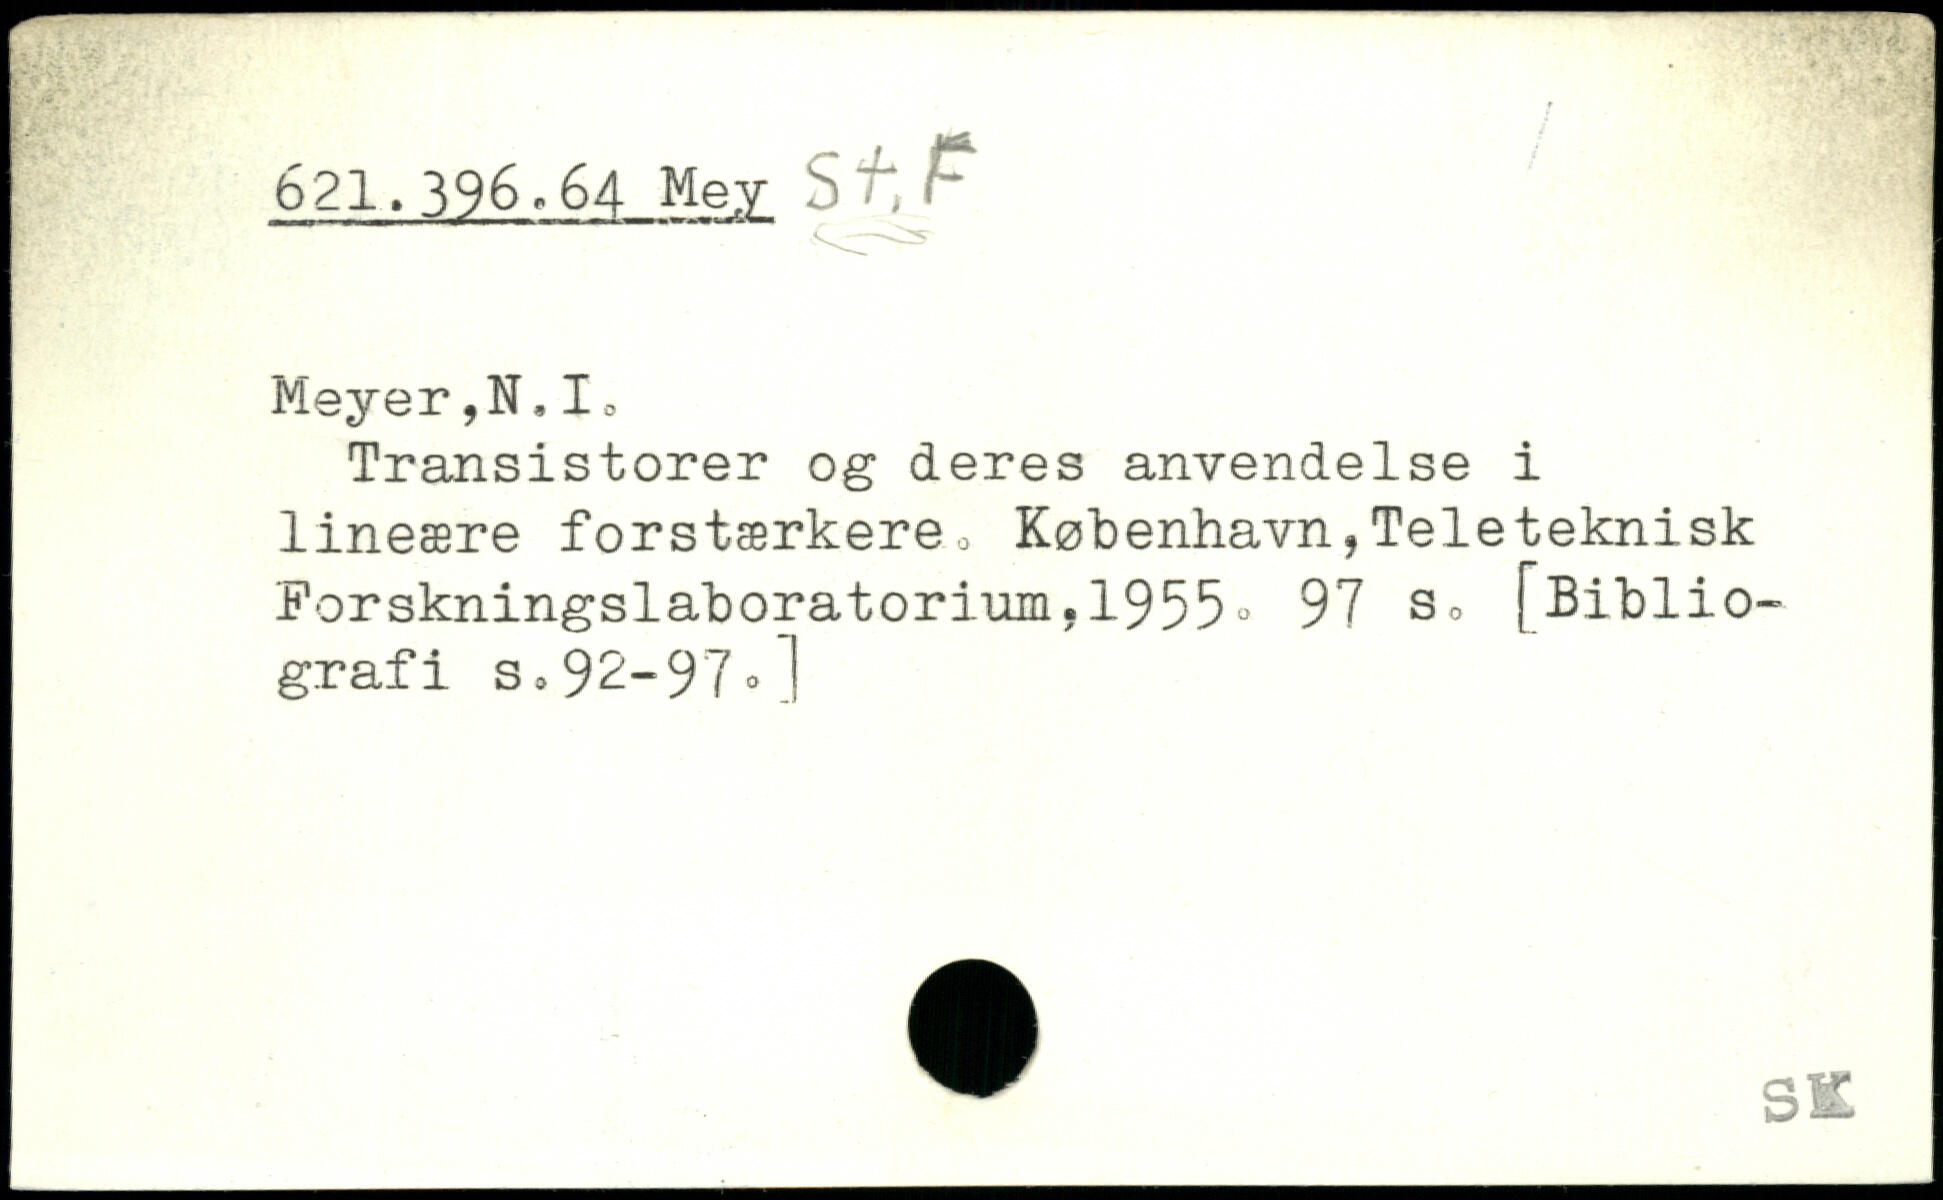 621.396.64 Mey St, F
Meyer,N.I.
Transistorer og deres anvendelse i
lineære forstærkere. København,Teleteknisk
Forskningslaboratorium,1955. 97 s. [Biblio-
grafi s.92-97.]
SK